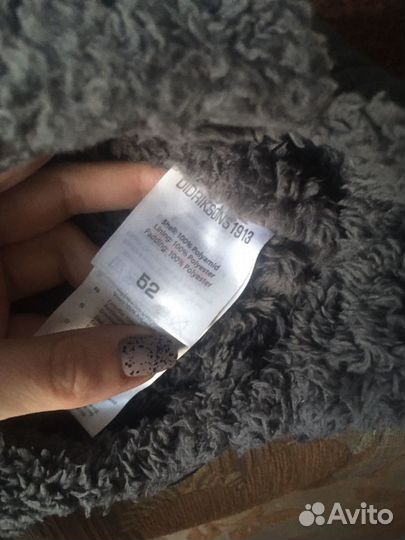 DIDRIKSONS 1913
Shell: 100% Polyamid
Lining: 100% Polyester
Padding: 100% Polyester
52
Avito